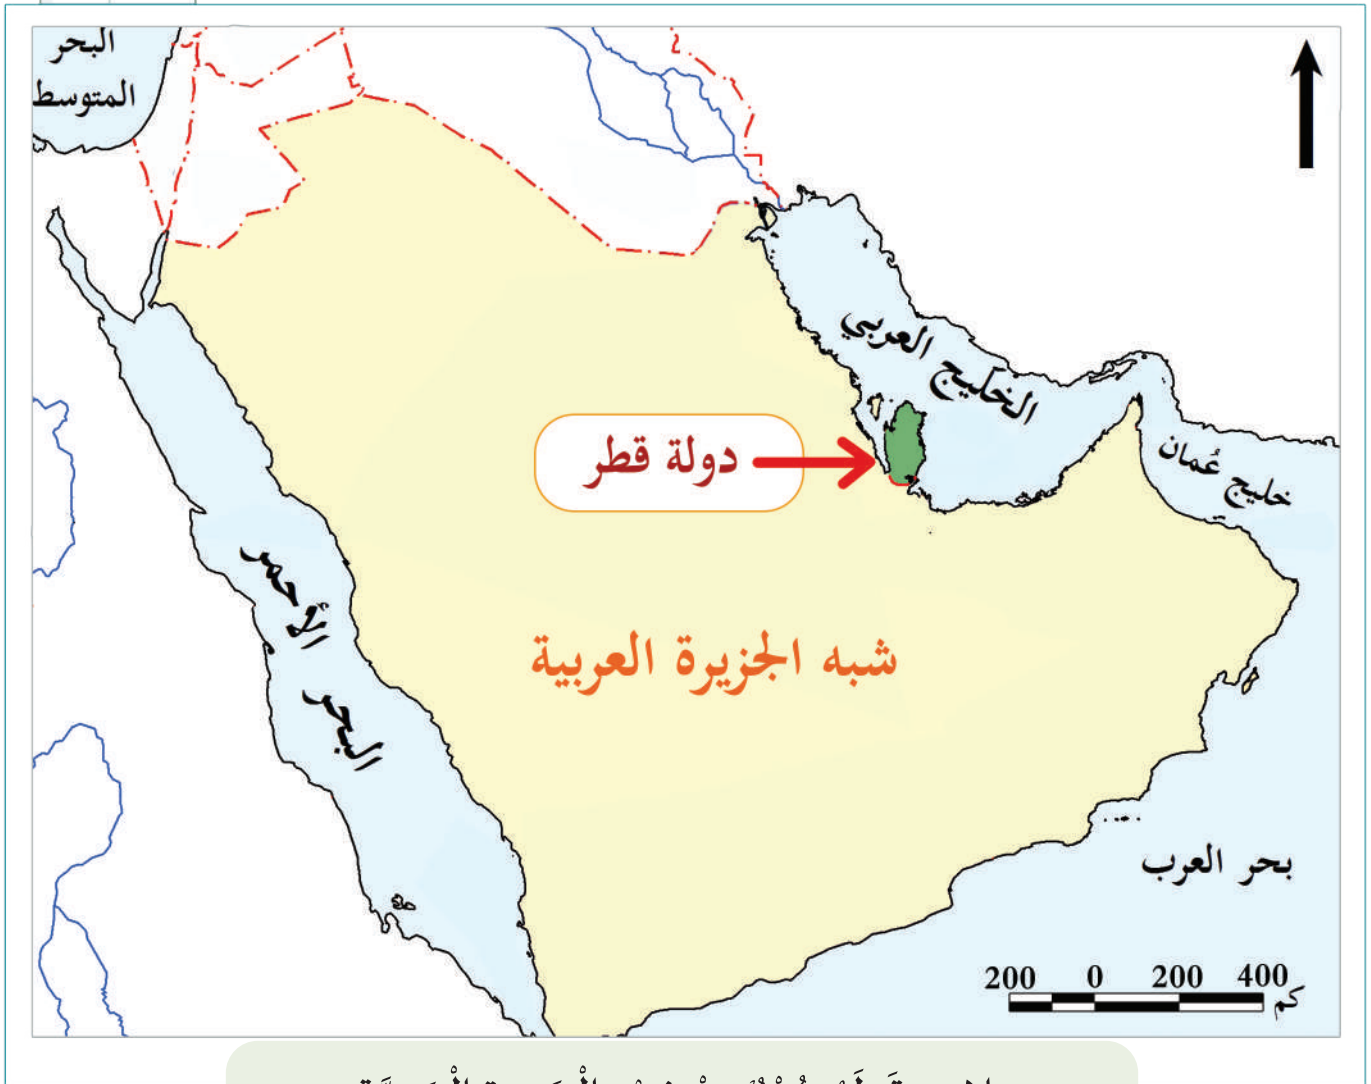 البحر
المتوسط
الخليج العربي
خليج عُمان
دولة قطر
البحر الأحمر
شبه الجزيرة العربية
بحر العرب
200 0 200 400
كم